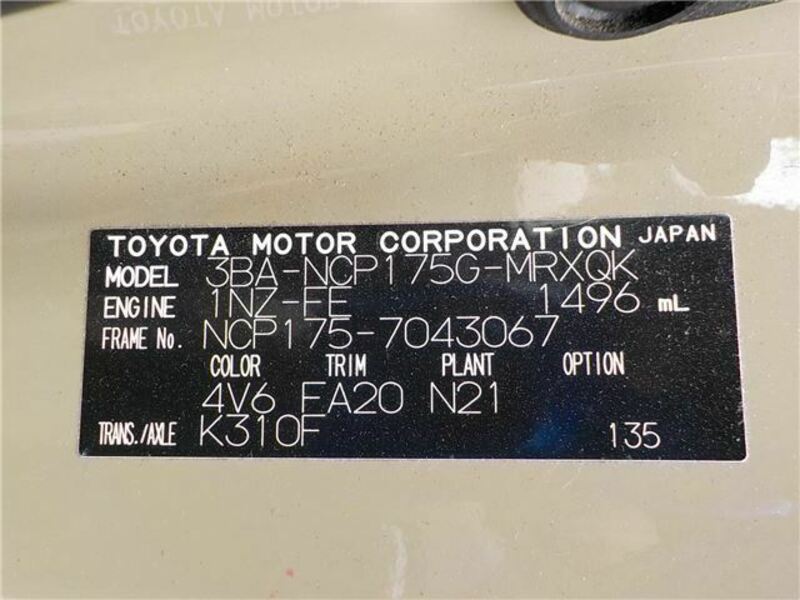 TOYOTA MOTOR CORPORATION JAPAN
MODEL 3BA-NCP175G-MRXQK
ENGINE 1NZ-FE 1496 mL
FRAME No. NCP175-7043067
COLOR TRIM PLANT OPTION
4V6 FA20 N21
TRANS./AXLE K310F 135